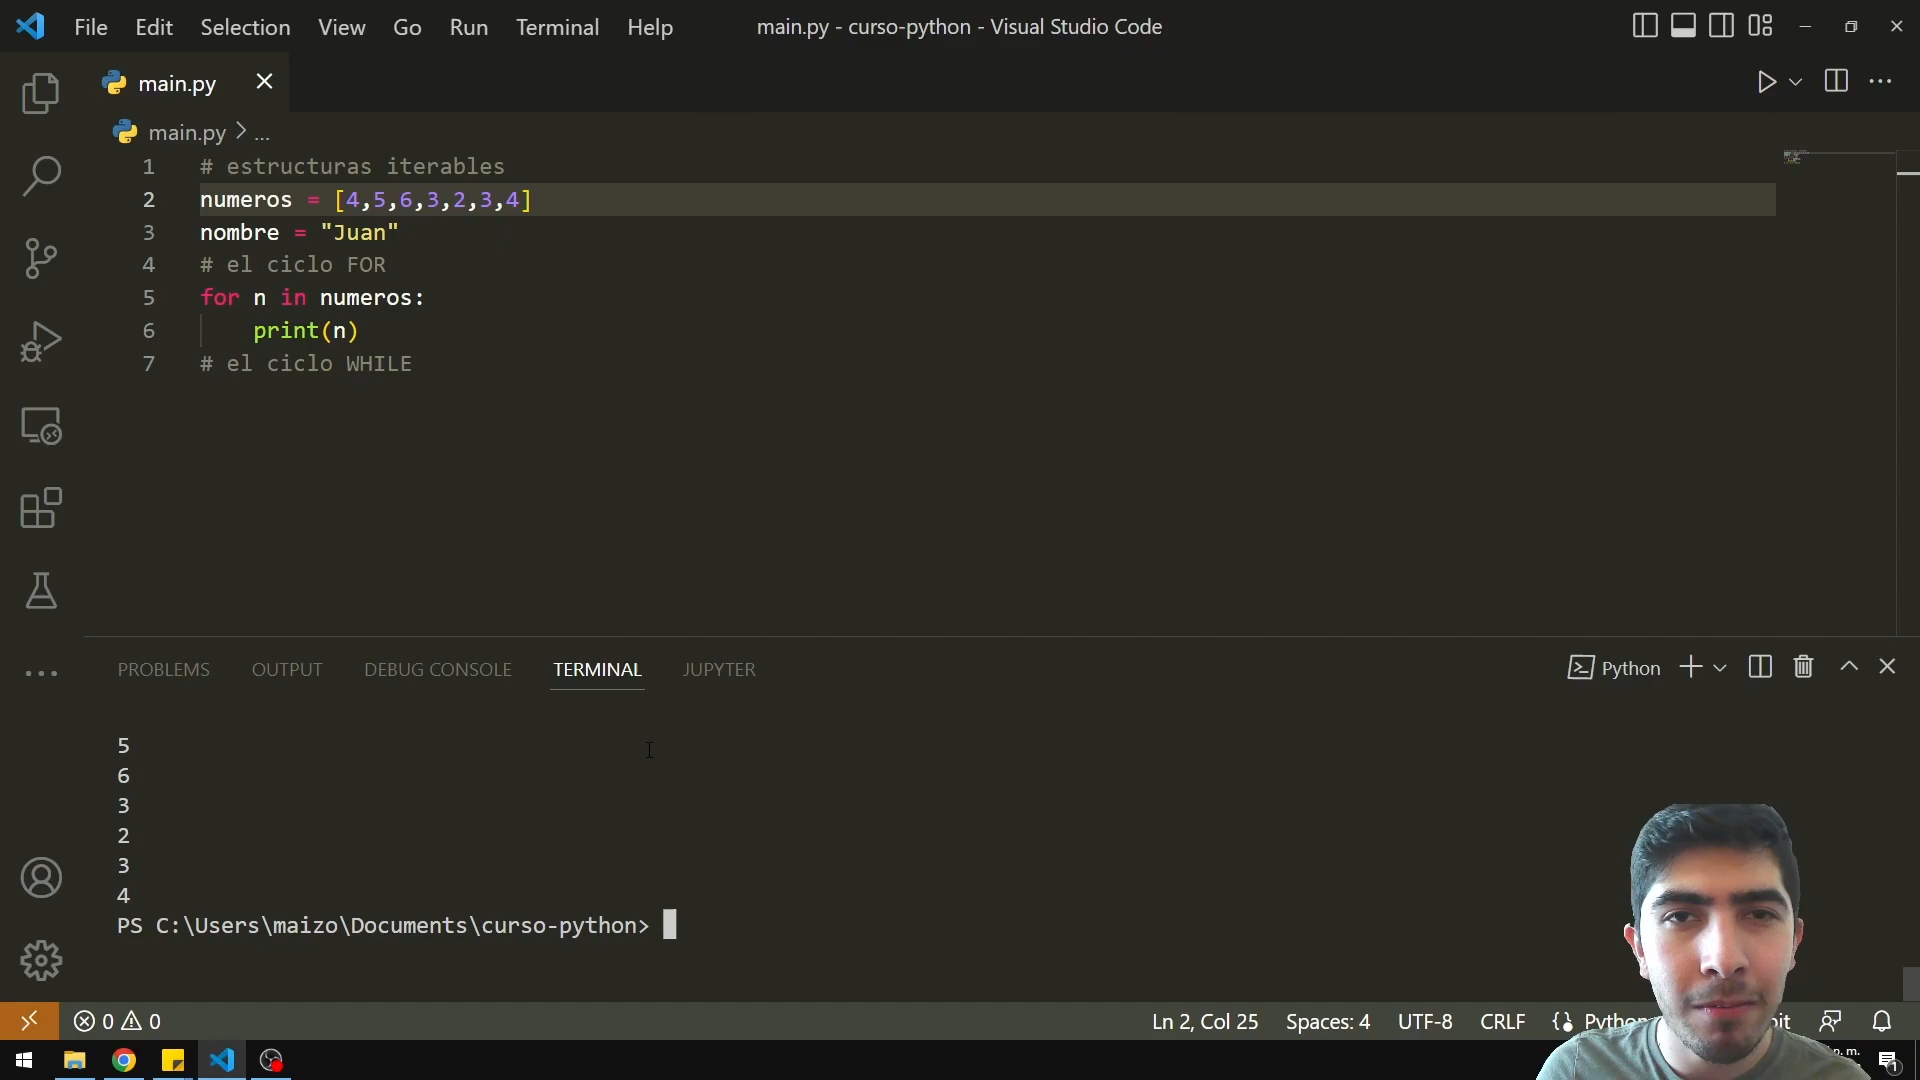 File Edit Selection View Go Run Terminal Help main.py - curso-python - Visual Studio Code
main.py
main.py > ...
1 # estructuras iterables
2 numeros = [4,5,6,3,2,3,4]
3 nombre = "Juan"
4 # el ciclo FOR
5 for n in numeros:
6 print(n)
7 # el ciclo WHILE
PROBLEMS OUTPUT DEBUG CONSOLE TERMINAL JUPYTER Python
5
6
3
2
3
4
PS C:\Users\maizo\Documents\curso-python>
0 0 Ln 2, Col 25 Spaces: 4 UTF-8 CRLF Python
1